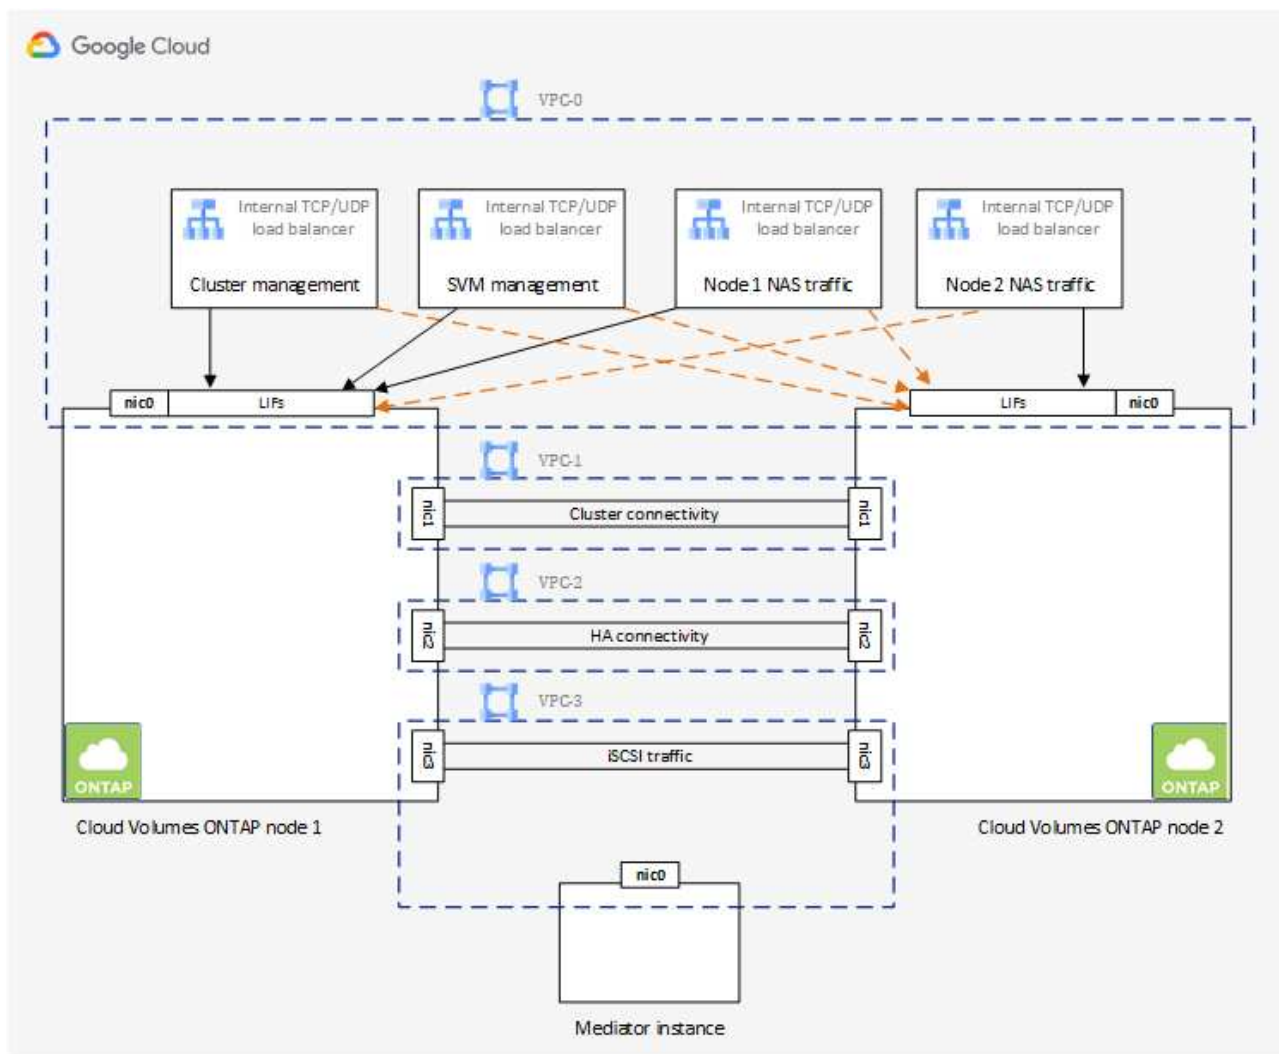 Google Cloud
VPC-0
Internal TCP/UDP
load balancer
Cluster management
Internal TCP/UDP
load balancer
SVM management
Internal TCP/UDP
load balancer
Node 1 NAS traffic
Internal TCP/UDP
load balancer
Node 2 NAS traffic
nic0
LIFs
LIFs
nic0
VPC-1
nic1
Cluster connectivity
nic1
VPC-2
nic2
HA connectivity
nic2
VPC-3
nic3
iSCSI traffic
nic3
ONTAP
ONTAP
Cloud Volumes ONTAP node 1
Cloud Volumes ONTAP node 2
nic0
Mediator instance